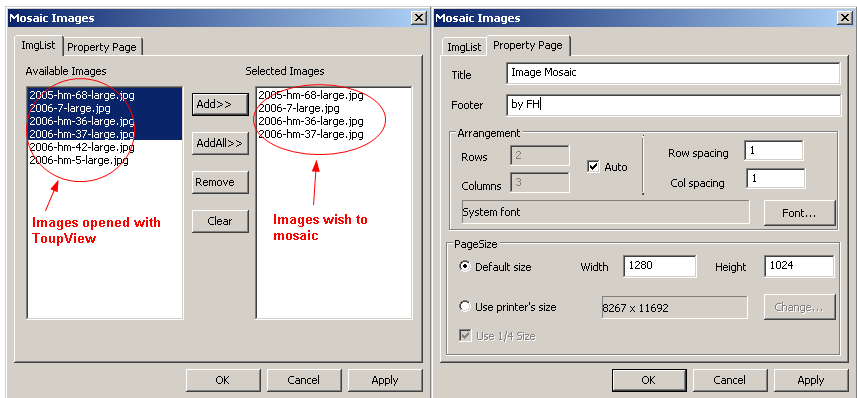 Mosaic Images
ImgList
Property Page
Available Images
Selected Images
2005-hm-68-large.jpg
2006-7-large.jpg
2006-hm-36-large.jpg
2006-hm-37-large.jpg
2006-hm-42-large.jpg
2006-hm-5-large.jpg
Add>>
AddAll>>
Remove
Clear
2005-hm-68-large.jpg
2006-7-large.jpg
2006-hm-36-large.jpg
2006-hm-37-large.jpg
Images opened with
ToupView
Images wish to
mosaic
OK
Cancel
Apply
Mosaic Images
ImgList
Property Page
Title
Image Mosaic
Footer
by FH
Arrangement
Rows
2
Columns
3
Auto
Row spacing
1
Col spacing
1
System font
Font...
PageSize
Default size
Width
1280
Height
1024
Use printer's size
8267 x 11692
Change...
Use 1/4 Size
OK
Cancel
Apply